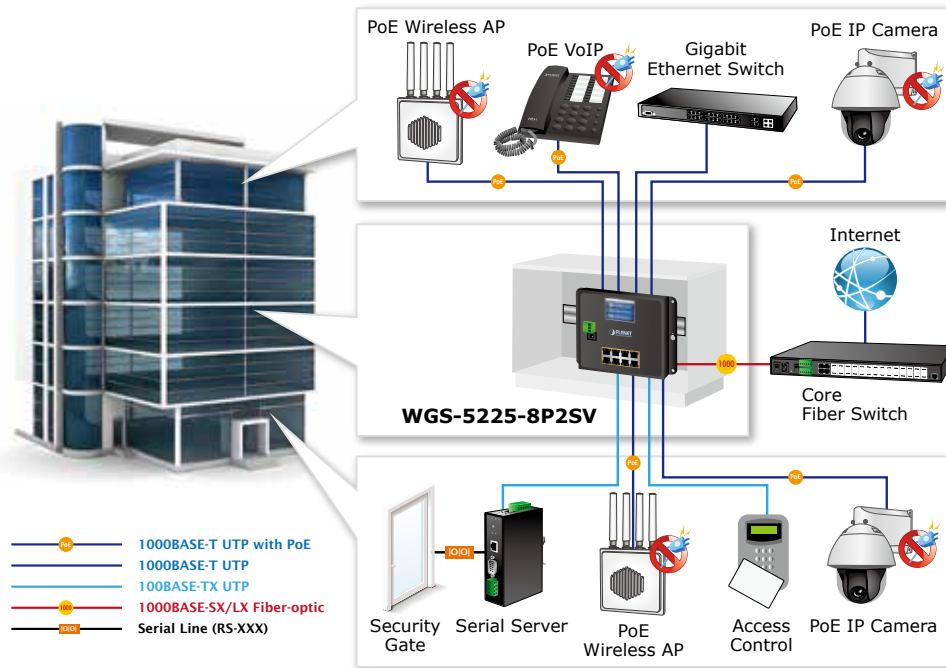 PoE Wireless AP
PoE VoIP
Gigabit
Ethernet Switch
PoE IP Camera
PoE
PoE
PoE
Internet
PLANET
1000
Core
Fiber Switch
WGS-5225-8P2SV
PoE
PoE
PoE
1000BASE-T UTP with PoE
1000BASE-T UTP
100BASE-TX UTP
1000
1000BASE-SX/LX Fiber-optic
|O|O|
Serial Line (RS-XXX)
|O|O|
Security
Gate
Serial Server
PoE
Wireless AP
Access
Control
PoE IP Camera